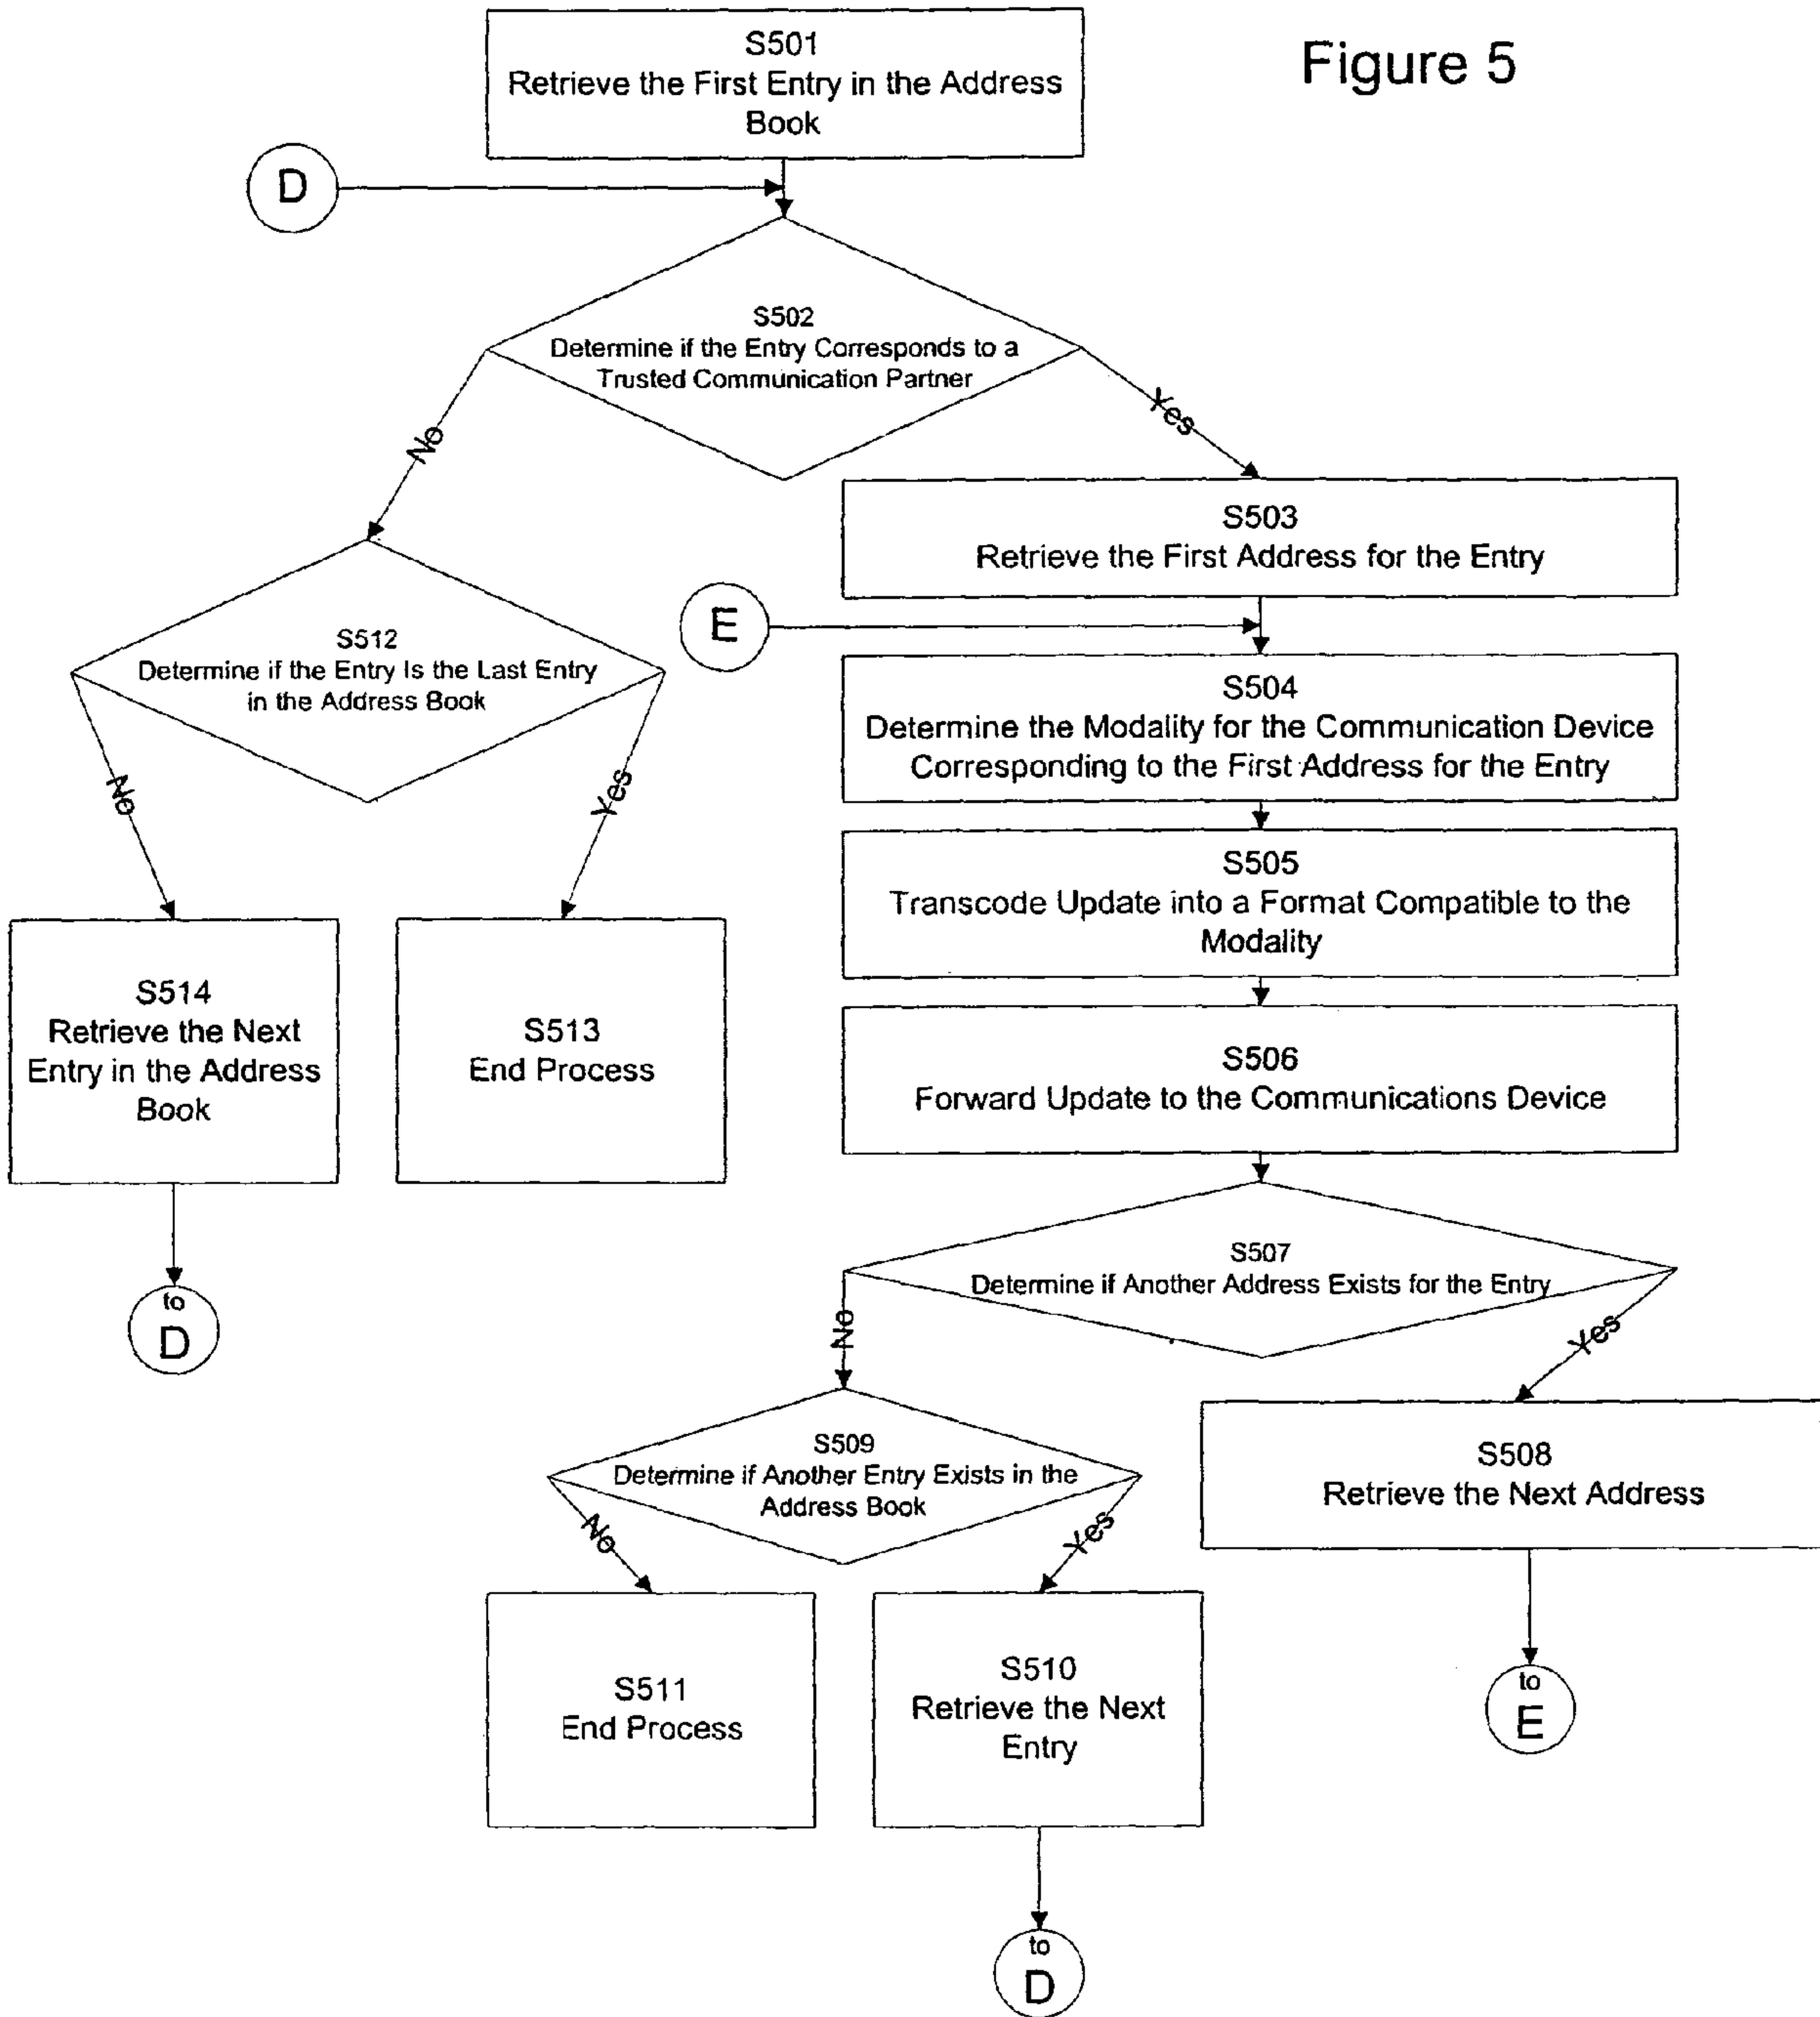 Figure 5
S501
Retrieve the First Entry in the Address
Book
D
S502
Determine if the Entry Corresponds to a
Trusted Communication Partner
No
Yes
S503
Retrieve the First Address for the Entry
E
S512
Determine if the Entry Is the Last Entry
in the Address Book
No
Yes
S504
Determine the Modality for the Communication Device
Corresponding to the First Address for the Entry
S505
Transcode Update into a Format Compatible to the
Modality
S514
Retrieve the Next
Entry in the Address
Book
S513
End Process
S506
Forward Update to the Communications Device
to
D
S507
Determine if Another Address Exists for the Entry
No
Yes
S509
Determine if Another Entry Exists in the
Address Book
No
Yes
S508
Retrieve the Next Address
S511
End Process
S510
Retrieve the Next
Entry
to
E
to
D